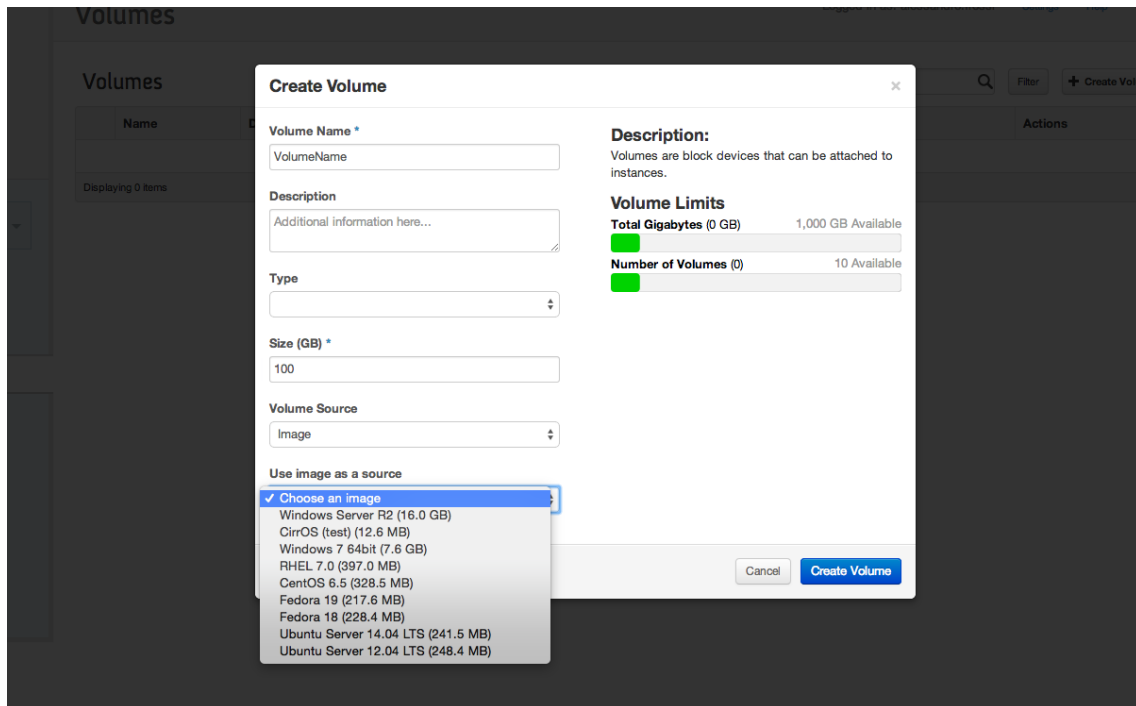 Volumes
Volumes
Filter
Create Vol
Name
D
Actions
Displaying 0 items
Create Volume
×
Volume Name *
VolumeName
Description
Additional information here...
Type
Size (GB) *
100
Volume Source
Image
Use image as a source
✓ Choose an image
Windows Server R2 (16.0 GB)
CirrOS (test) (12.6 MB)
Windows 7 64bit (7.6 GB)
RHEL 7.0 (397.0 MB)
CentOS 6.5 (328.5 MB)
Fedora 19 (217.6 MB)
Fedora 18 (228.4 MB)
Ubuntu Server 14.04 LTS (241.5 MB)
Ubuntu Server 12.04 LTS (248.4 MB)
Description:
Volumes are block devices that can be attached to
instances.
Volume Limits
Total Gigabytes (0 GB) 1,000 GB Available
Number of Volumes (0) 10 Available
Cancel
Create Volume